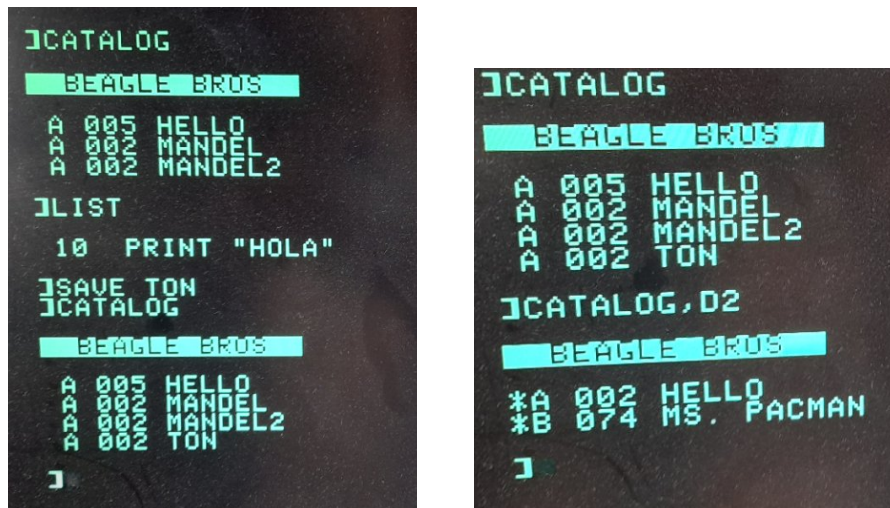 ]CATALOG
BEAGLE BROS
A 005 HELLO
A 002 MANDEL
A 002 MANDEL2
]LIST
10 PRINT "HOLA"
]SAVE TON
]CATALOG
BEAGLE BROS
A 005 HELLO
A 002 MANDEL
A 002 MANDEL2
A 002 TON
]
]CATALOG
BEAGLE BROS
A 005 HELLO
A 002 MANDEL
A 002 MANDEL2
A 002 TON
]CATALOG,D2
BEAGLE BROS
*A 002 HELLO
*B 074 MS. PACMAN
]